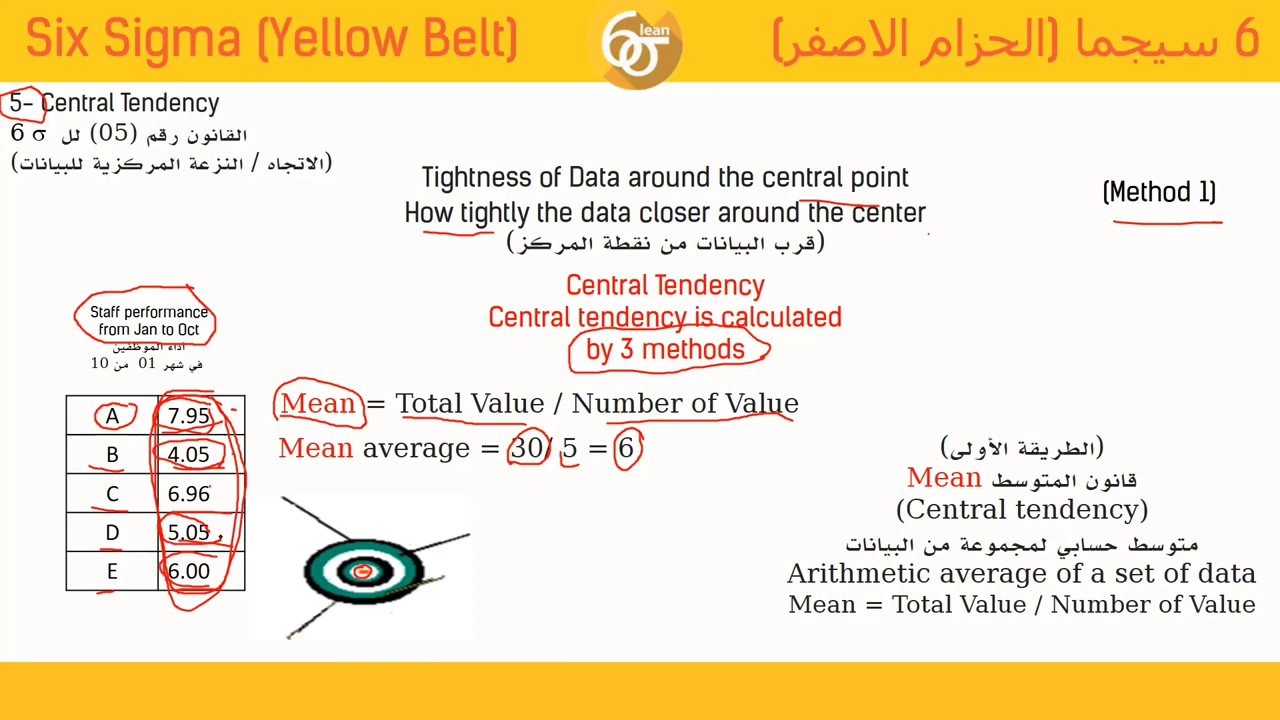 Six Sigma (Yellow Belt)
lean
6σ
6 سيجما (الحزام الاصفر)
5- Central Tendency
القانون رقم (05) لل 6 σ
(الاتجاه / النزعة المركزية للبيانات)
Tightness of Data around the central point
How tightly the data closer around the center
(قرب البيانات من نقطة المركز)
(Method 1)
Central Tendency
Central tendency is calculated
by 3 methods
Staff performance
from Jan to Oct
أداء الموظفين
في شهر 01 من 10
A 7.95
B 4.05
C 6.96
D 5.05
E 6.00
Mean = Total Value / Number of Value
Mean average = 30/ 5 = 6
(الطريقة الأولى)
قانون المتوسط Mean
(Central tendency)
متوسط حسابي لمجموعة من البيانات
Arithmetic average of a set of data
Mean = Total Value / Number of Value